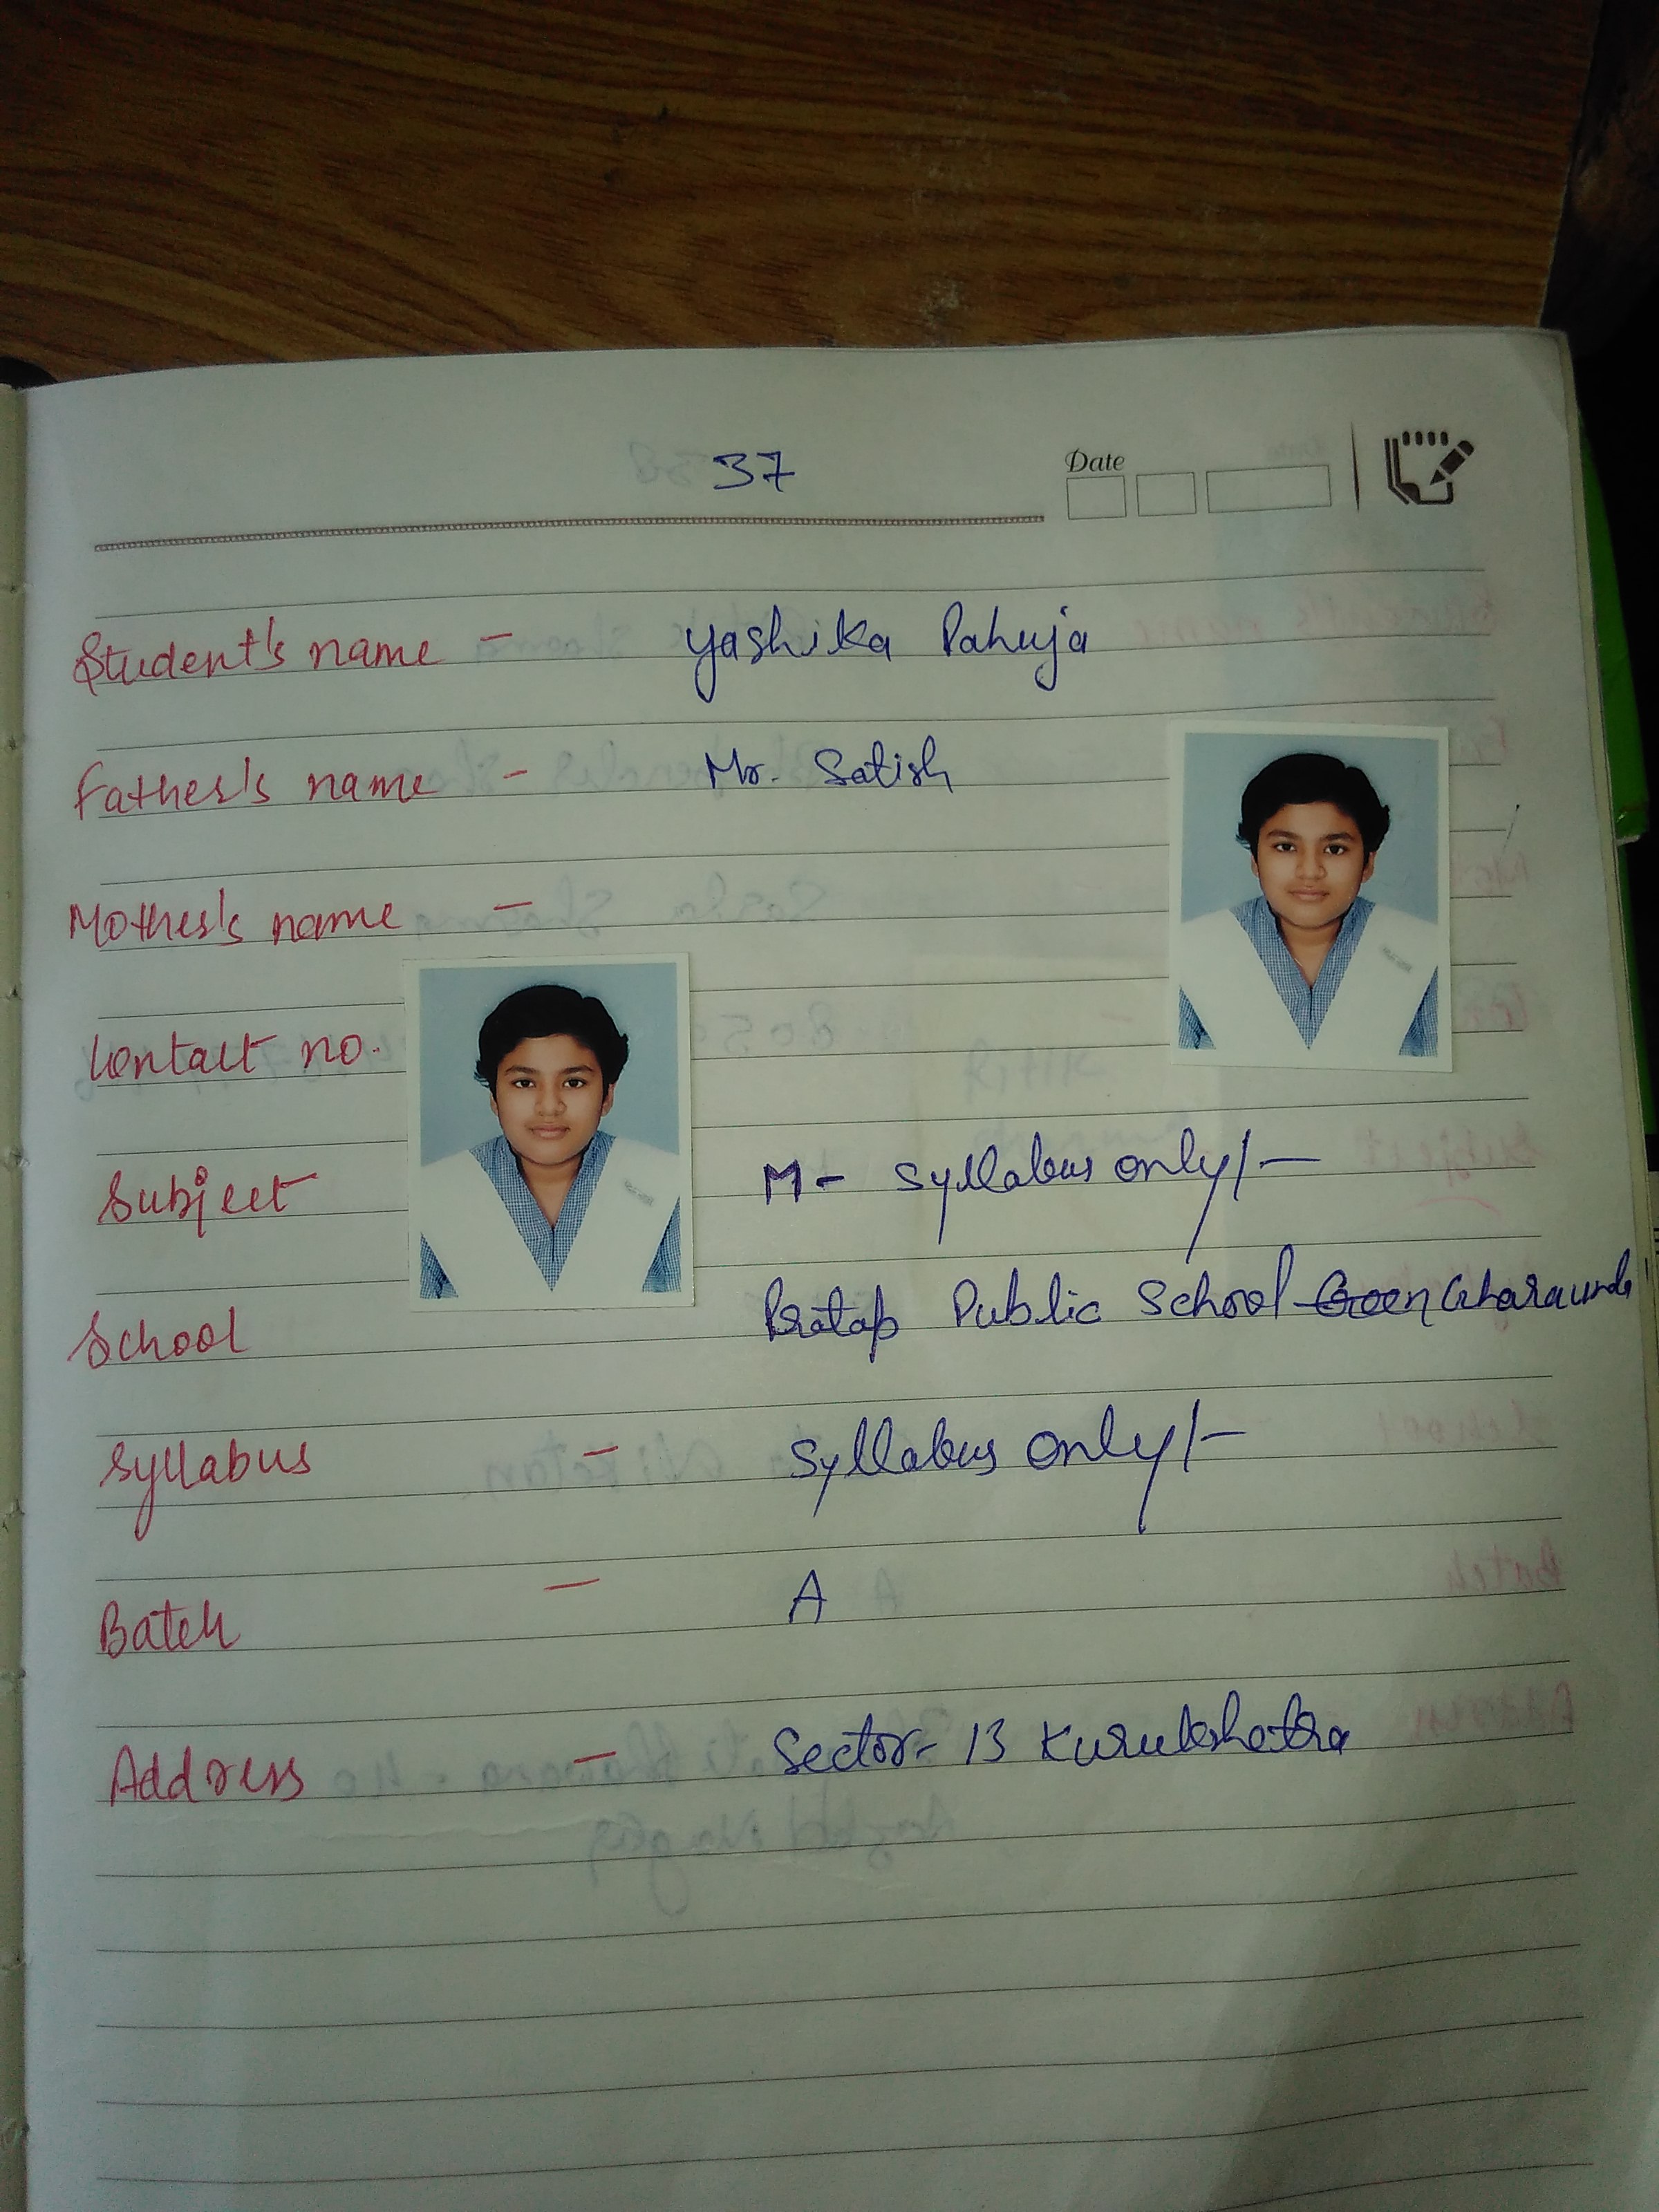 37
Date
Student's name - Yashika Pahuja
Father's name - Mr. Satish
Mother's name -
Contact no.
Subject M - Syllabus only/-
School Pratap Public School Gharaunda
Syllabus - Syllabus only/-
Batch - A
Address - Sector- 13 Kurukshetra